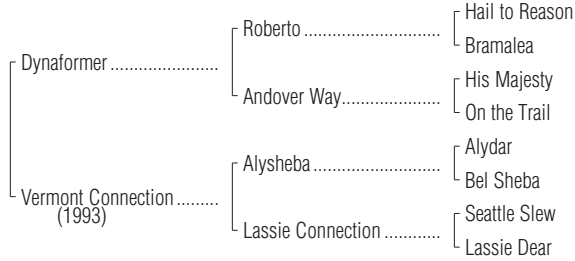 Hail to Reason
Roberto ..............................
Bramalea
Dynaformer .......................
His Majesty
Andover Way.....................
On the Trail
Alydar
Alysheba ............................
Bel Sheba
Vermont Connection .........
(1993)
Seattle Slew
Lassie Connection ............
Lassie Dear